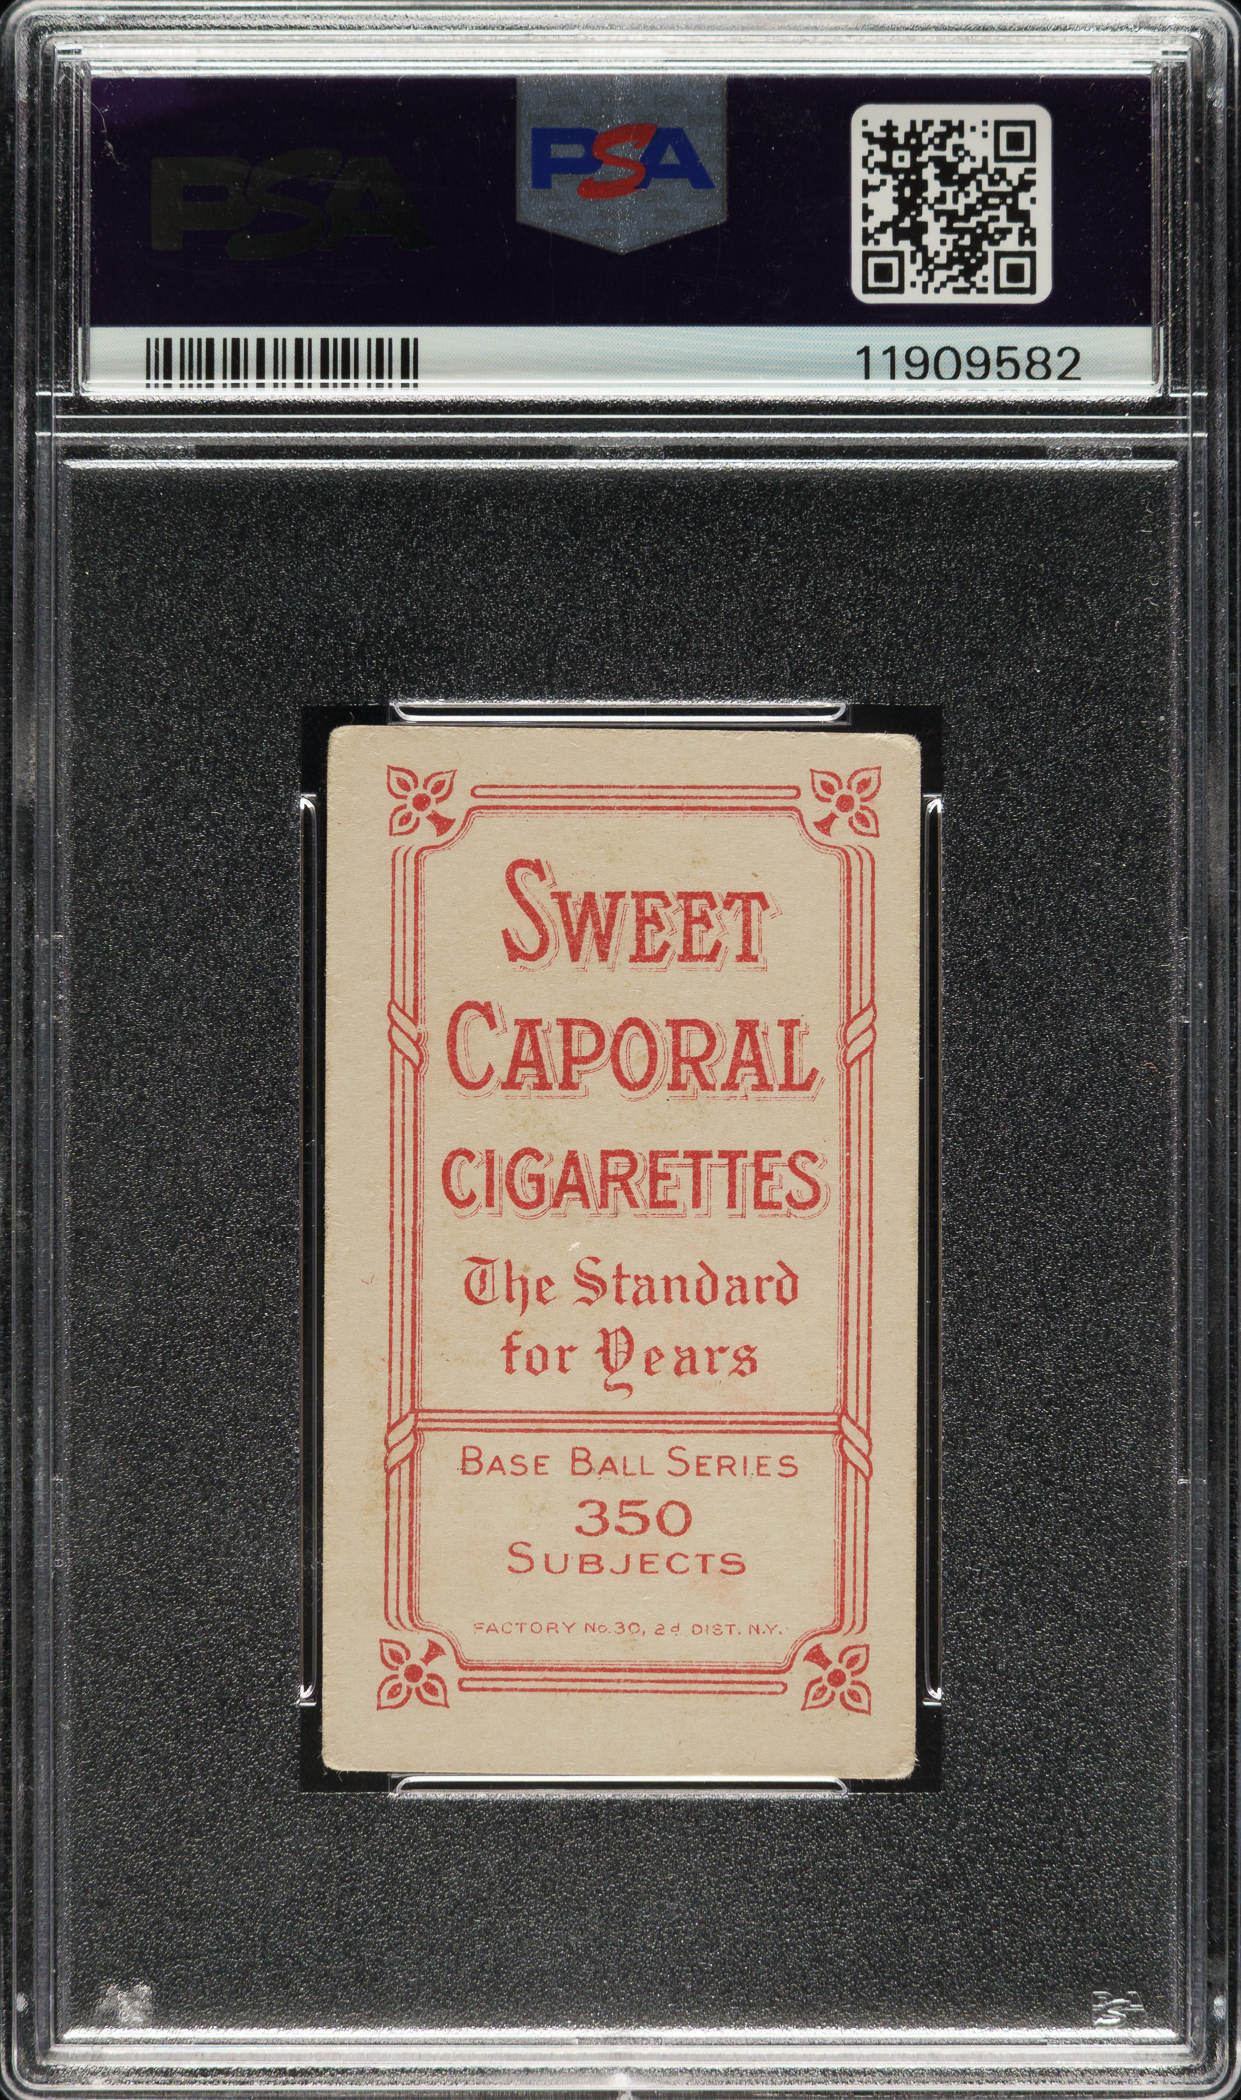 PSA
PSA
11909582
SWEET
CAPORAL
CIGARETTES
The Standard
for Years
BASE BALL SERIES
350
SUBJECTS
FACTORY No. 30, 2d DIST. N.Y.
PSA